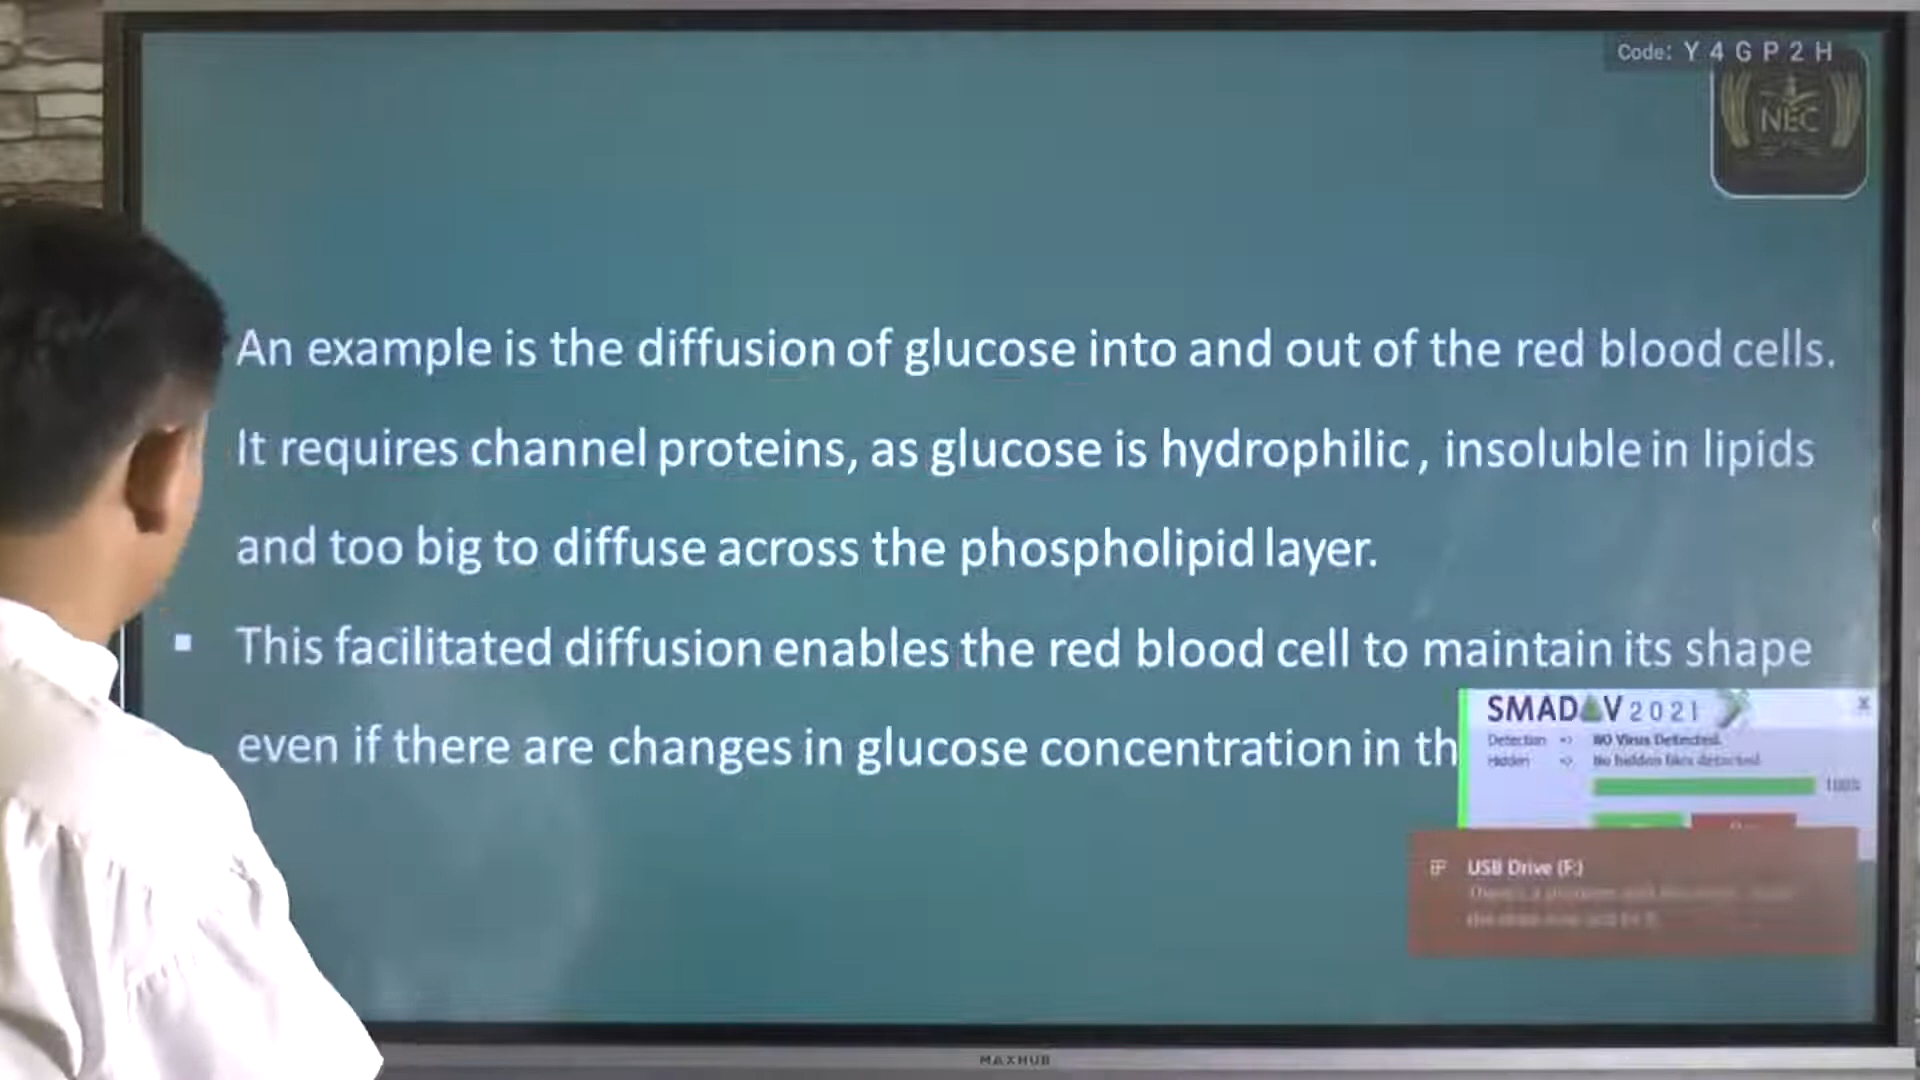 Code: Y 4 G P 2 H
NEC
An example is the diffusion of glucose into and out of the red blood cells.
It requires channel proteins, as glucose is hydrophilic, insoluble in lipids
and too big to diffuse across the phospholipid layer.
▪ This facilitated diffusion enables the red blood cell to maintain its shape
even if there are changes in glucose concentration in th
SMADAV 2021
x
Detection => NO Virus Detected.
Hidden => No hidden files detected
100%
USB Drive (F:)
MAXHUB